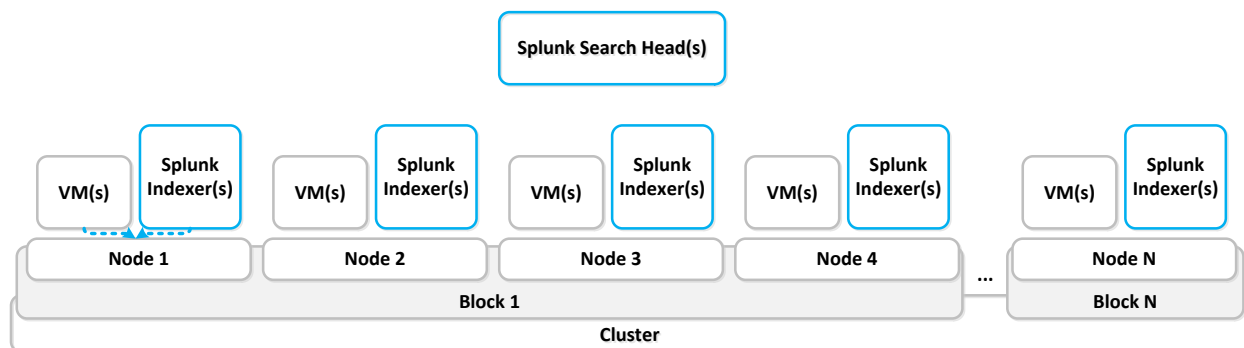 Splunk Search Head(s)
VM(s)
Splunk
Indexer(s)
VM(s)
Splunk
Indexer(s)
VM(s)
Splunk
Indexer(s)
VM(s)
Splunk
Indexer(s)
VM(s)
Splunk
Indexer(s)
Node 1
Node 2
Node 3
Node 4
...
Node N
Block 1
Block N
Cluster